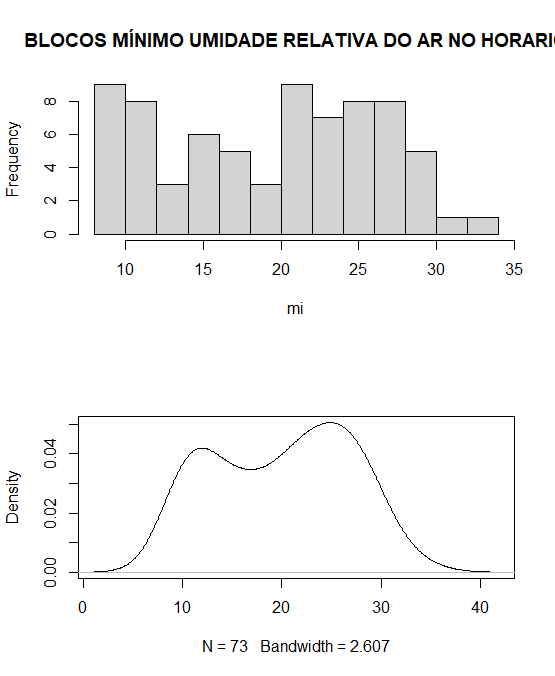 BLOCOS MÍNIMO UMIDADE RELATIVA DO AR NO HORARIO
Frequency
8
6
4
2
0
10 15 20 25 30 35
mi
Density
0.04
0.02
0.00
0 10 20 30 40
N = 73 Bandwidth = 2.607